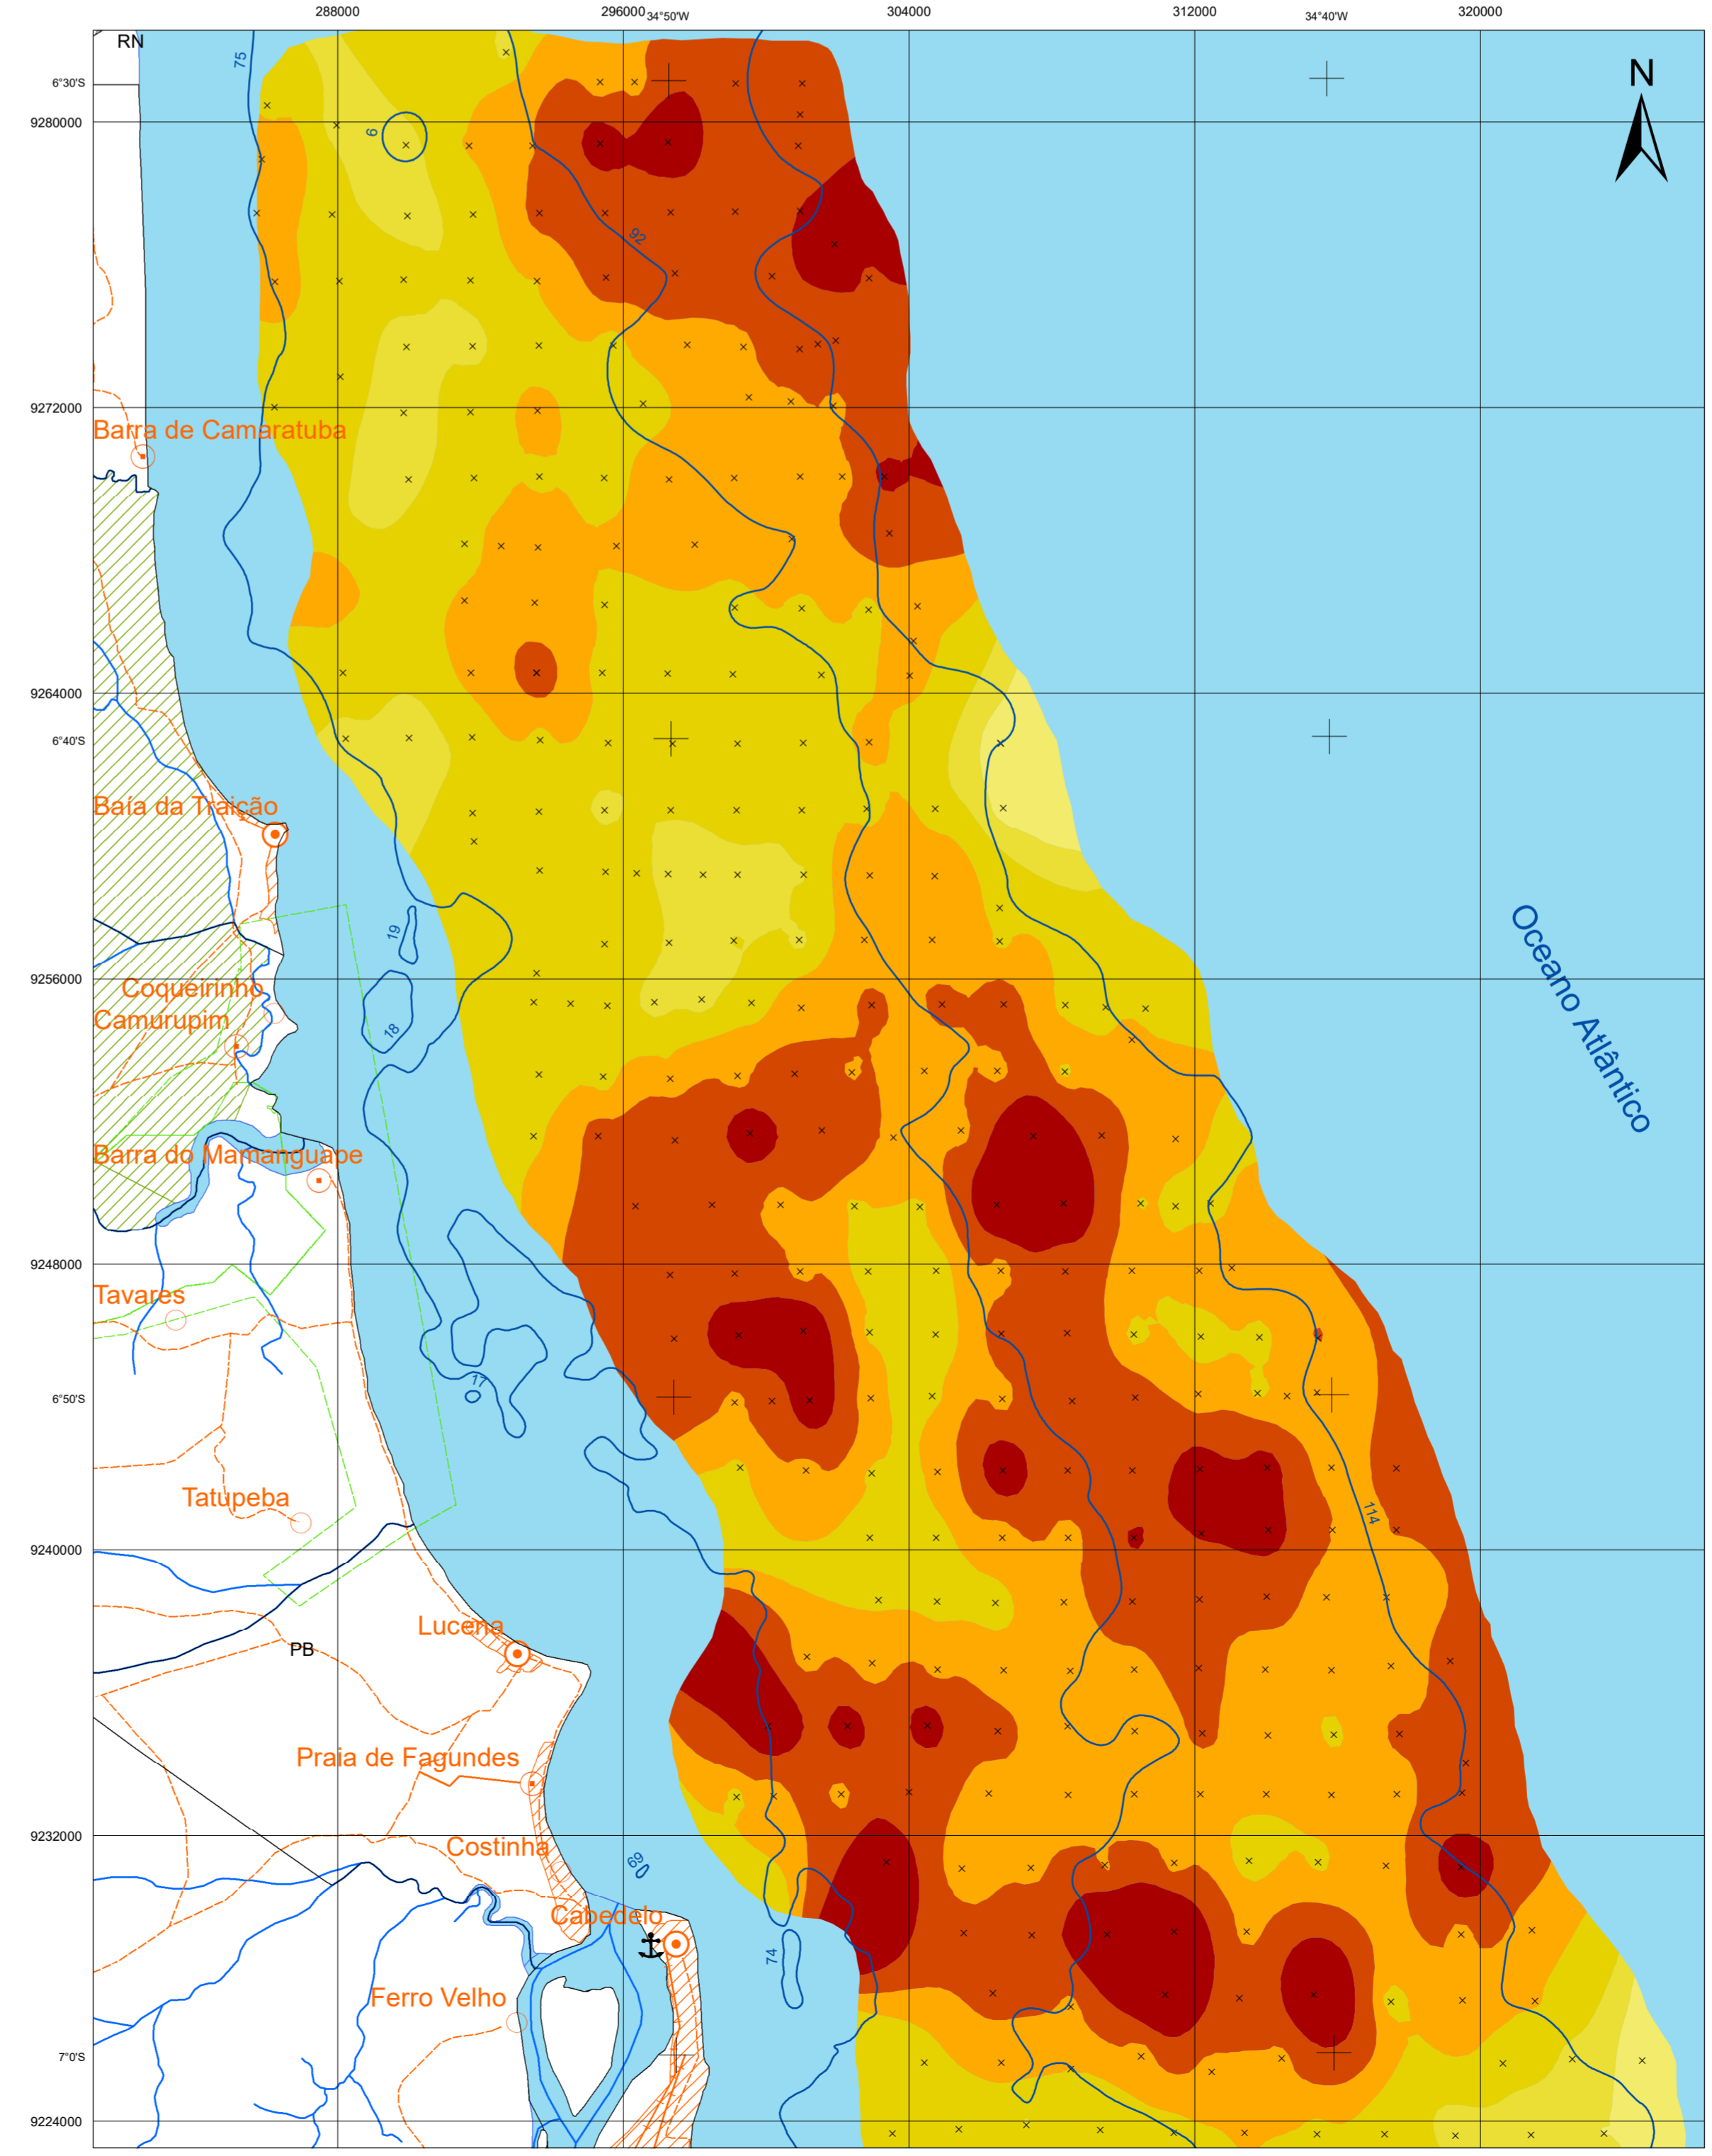 288000
296000
34°50'W
304000
312000
34°40'W
320000
RN
75
N
6°30'S
9280000
6
92
9272000
Barra de Camaratuba
9264000
6°40'S
Baía da Traição
19
Oceano Atlântico
9256000
Coqueirinho
Camurupim
18
Barra do Mamanguape
9248000
Tavares
17
6°50'S
Tatupeba
114
9240000
Lucena
PB
Praia de Fagundes
9232000
Costinha
69
Cabedelo
74
Ferro Velho
7°0'S
9224000